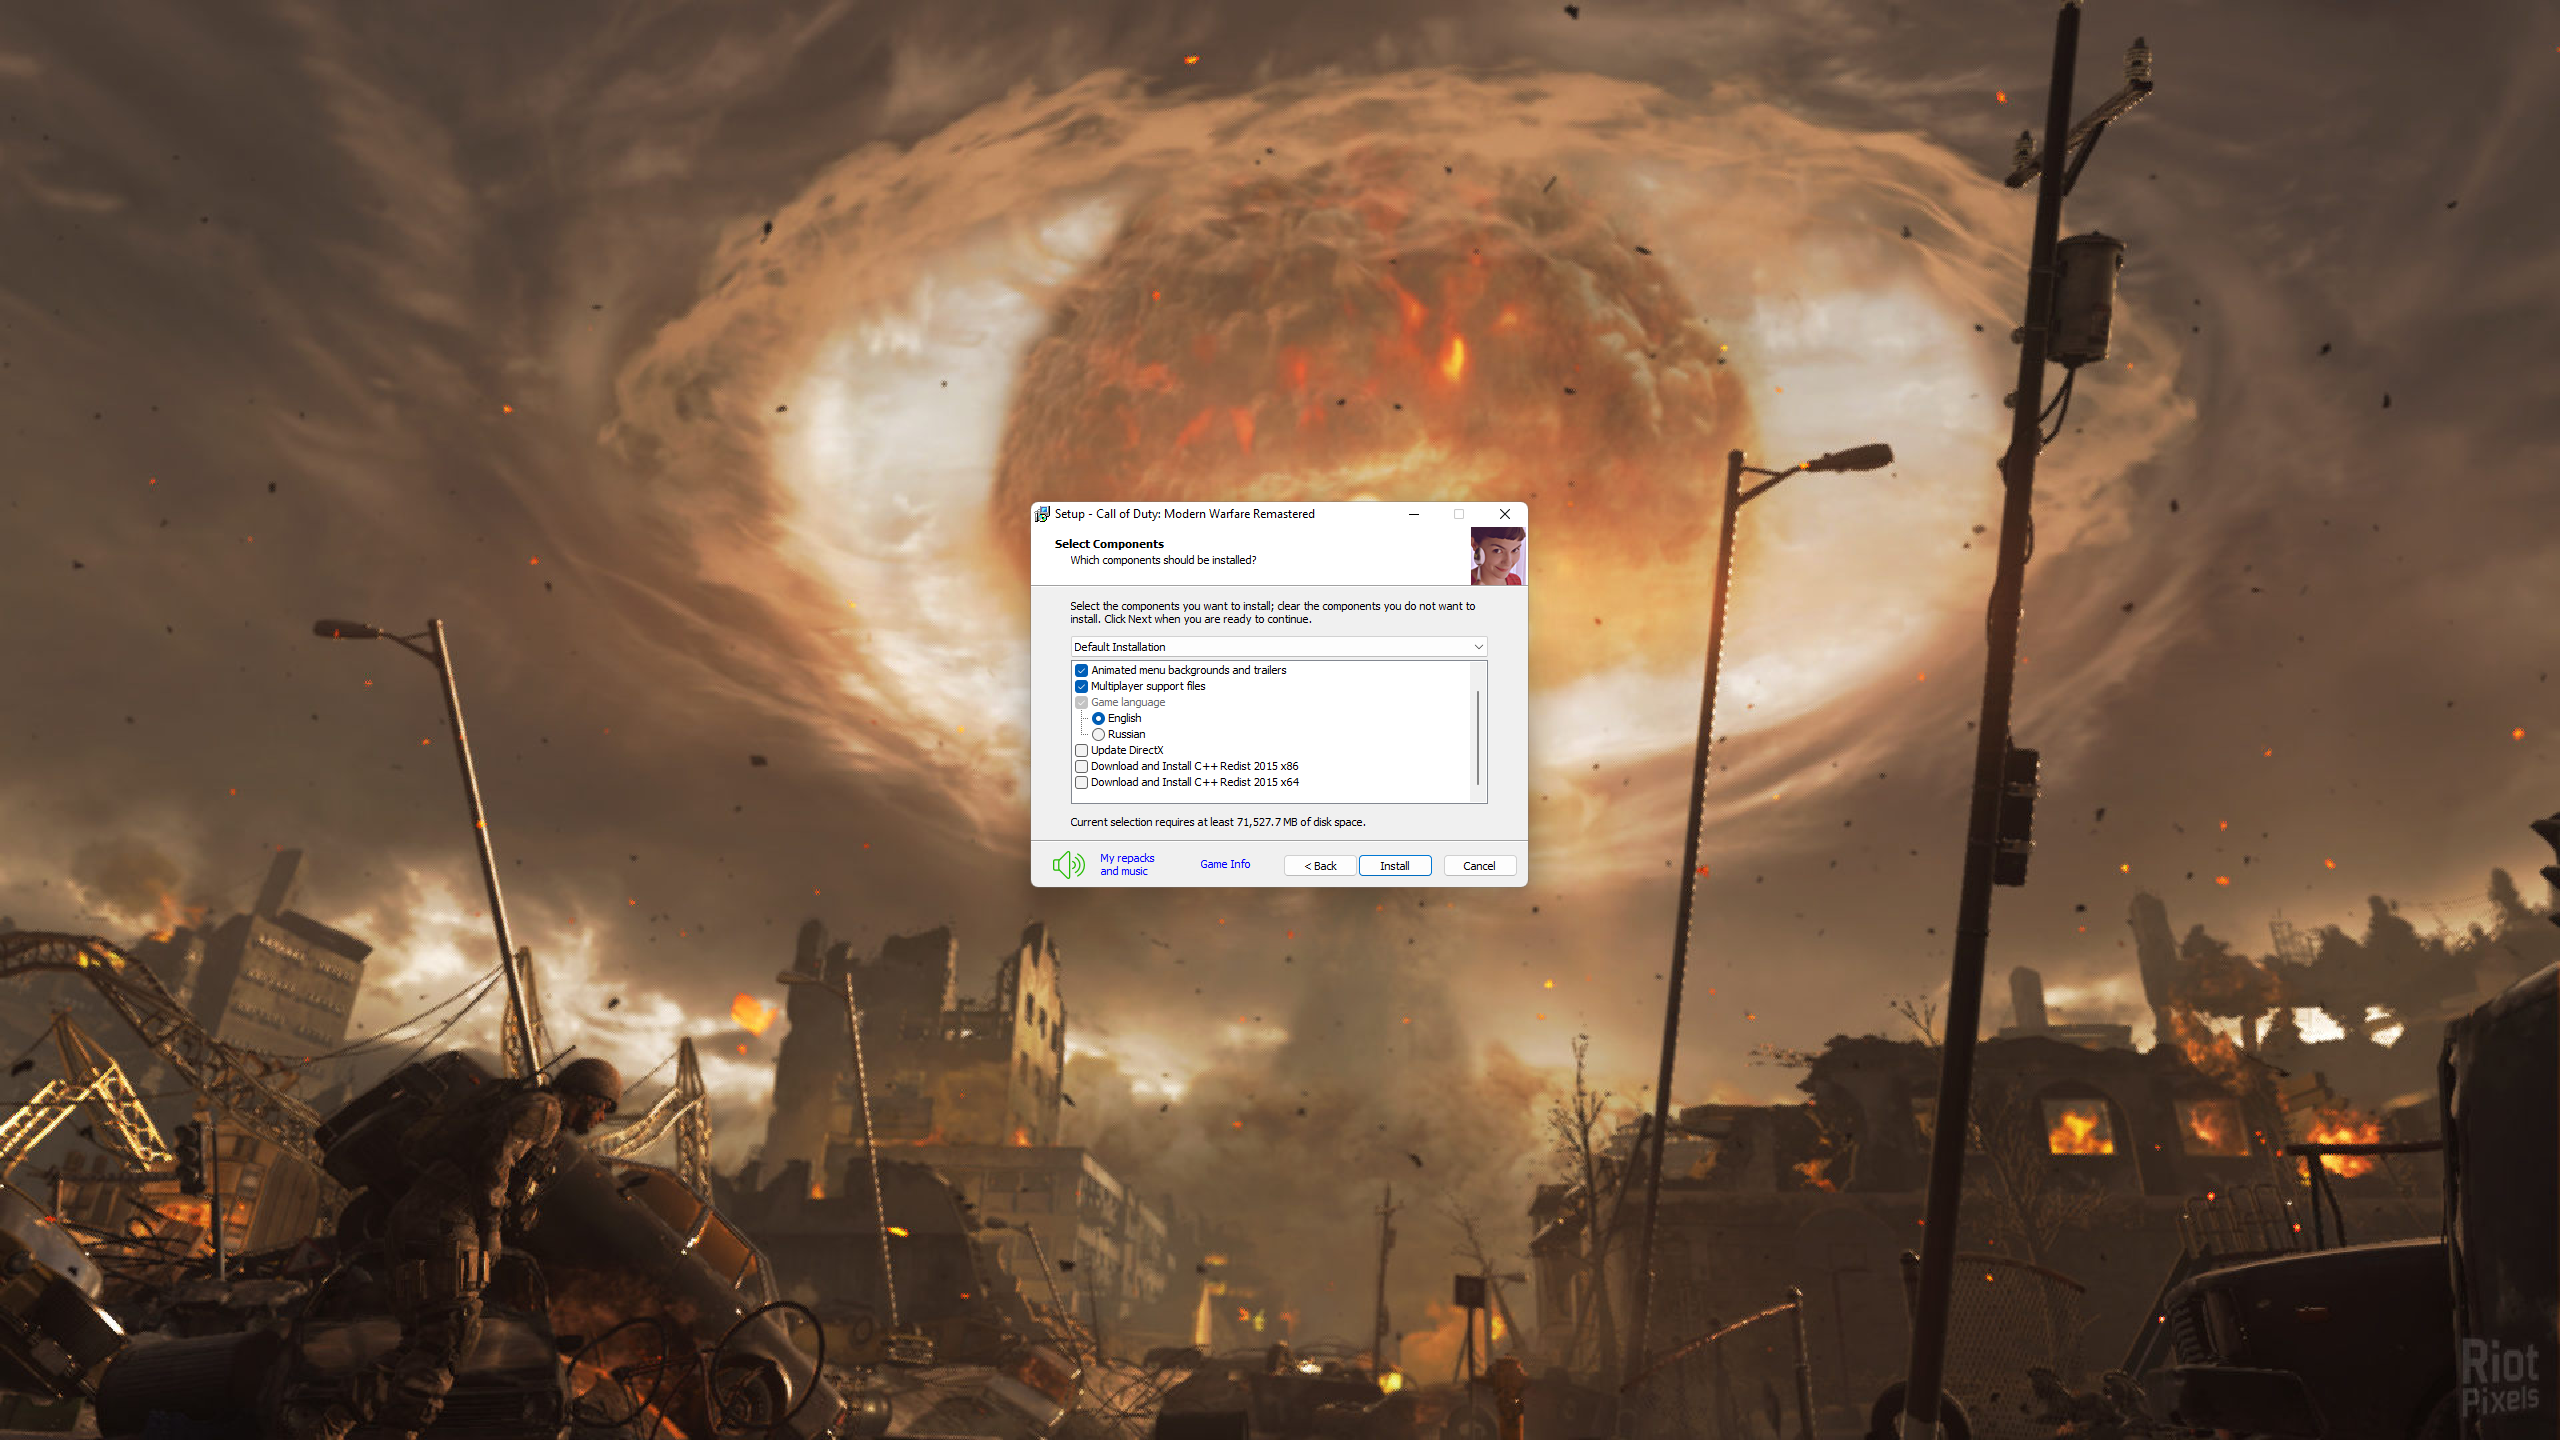 Setup - Call of Duty: Modern Warfare Remastered
Select Components
Which components should be installed?
Select the components you want to install; clear the components you do not want to
install. Click Next when you are ready to continue.
Default Installation
Animated menu backgrounds and trailers
Multiplayer support files
Game language
English
Russian
Update DirectX
Download and Install C++ Redist 2015 x86
Download and Install C++ Redist 2015 x64
Current selection requires at least 71,527.7 MB of disk space.
My repacks
and music
Game Info
< Back
Install
Cancel
Riot
Pixels